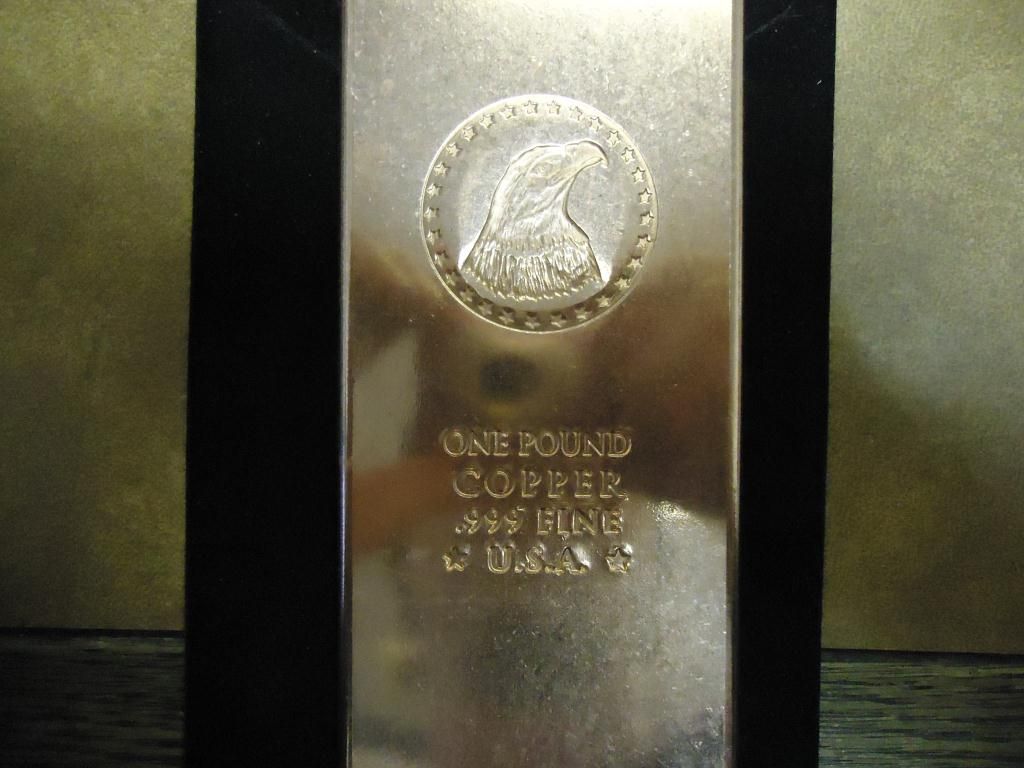 ONE POUND
COPPER
.999 FINE
U.S.A.